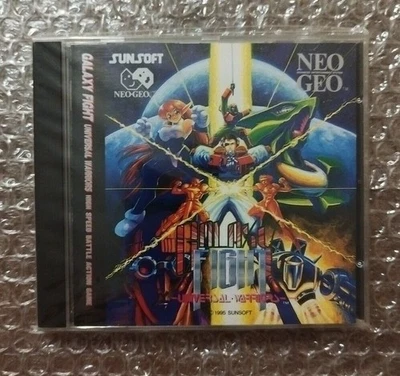 GALAXY FIGHT UNIVERSAL WARRIORS HIGH SPEED BATTLE ACTION GAME
SUNSOFT
NEO•GEO
NEO
GEO
GALAXY
FIGHT
–UNIVERSAL•WARRIORS–
© 1995 SUNSOFT